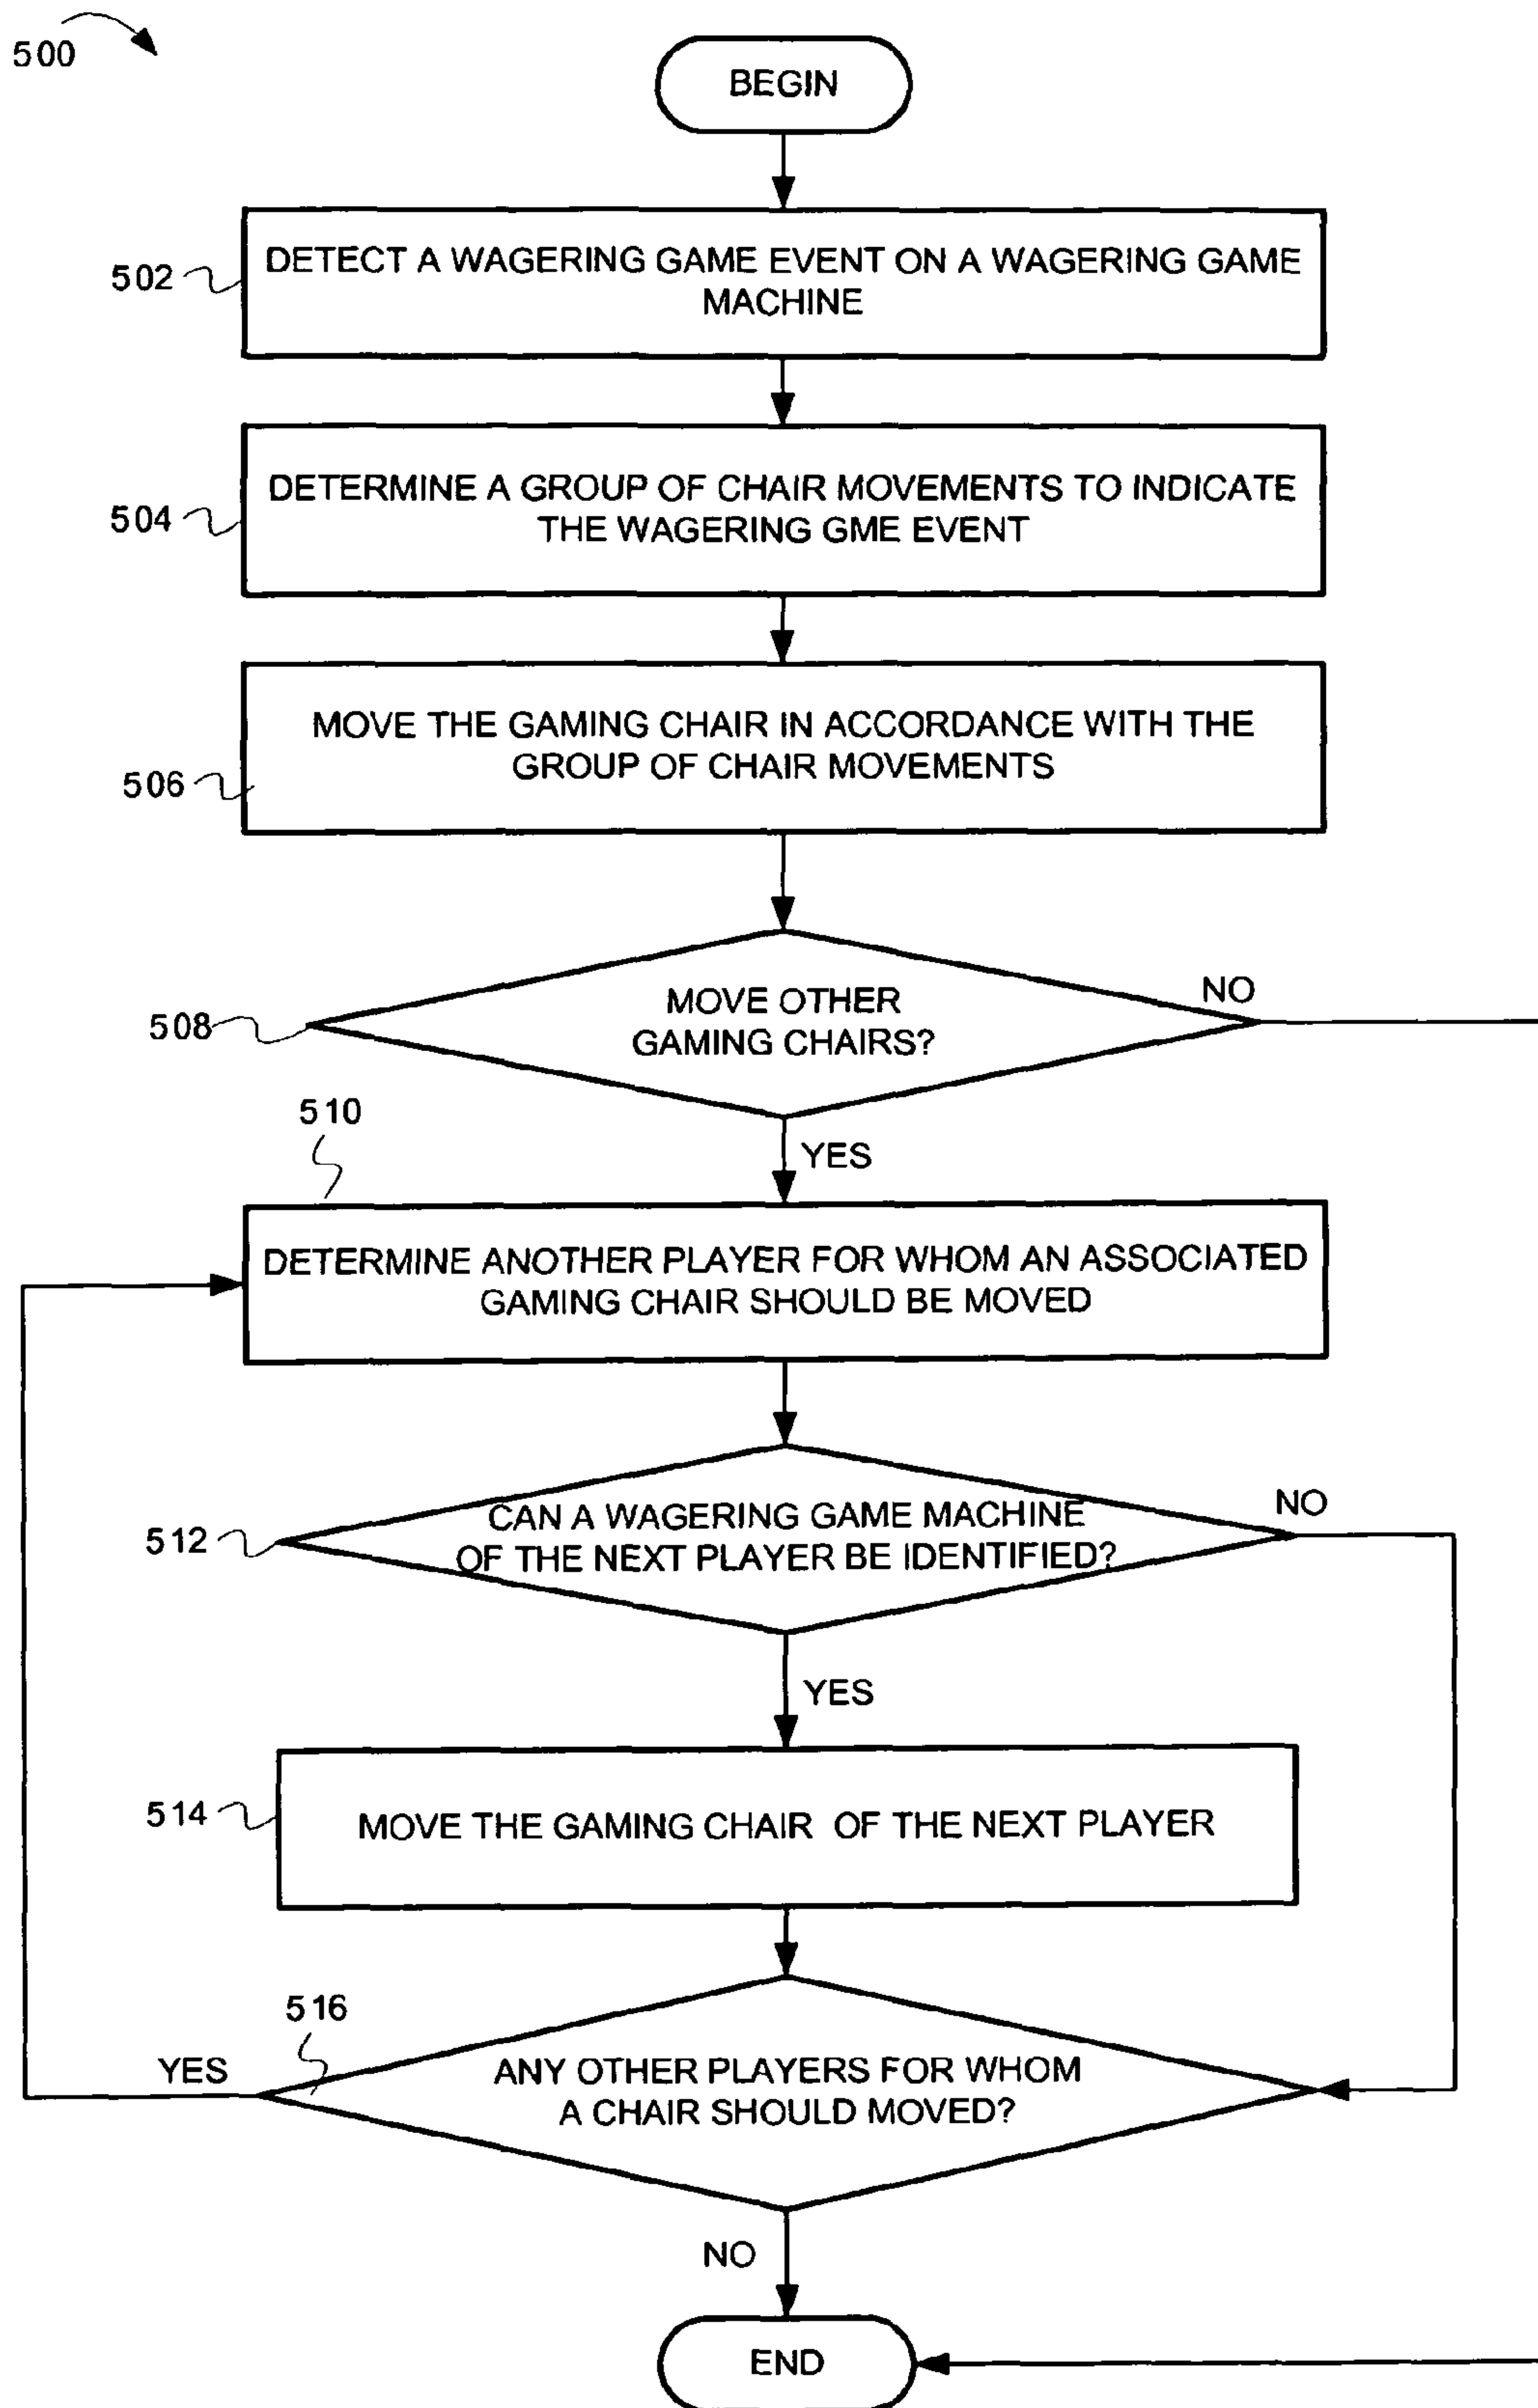 500
BEGIN
502
DETECT A WAGERING GAME EVENT ON A WAGERING GAME
MACHINE
504
DETERMINE A GROUP OF CHAIR MOVEMENTS TO INDICATE
THE WAGERING GME EVENT
506
MOVE THE GAMING CHAIR IN ACCORDANCE WITH THE
GROUP OF CHAIR MOVEMENTS
508
MOVE OTHER
GAMING CHAIRS?
NO
YES
510
DETERMINE ANOTHER PLAYER FOR WHOM AN ASSOCIATED
GAMING CHAIR SHOULD BE MOVED
512
CAN A WAGERING GAME MACHINE
OF THE NEXT PLAYER BE IDENTIFIED?
NO
YES
514
MOVE THE GAMING CHAIR OF THE NEXT PLAYER
516
YES
ANY OTHER PLAYERS FOR WHOM
A CHAIR SHOULD MOVED?
NO
END